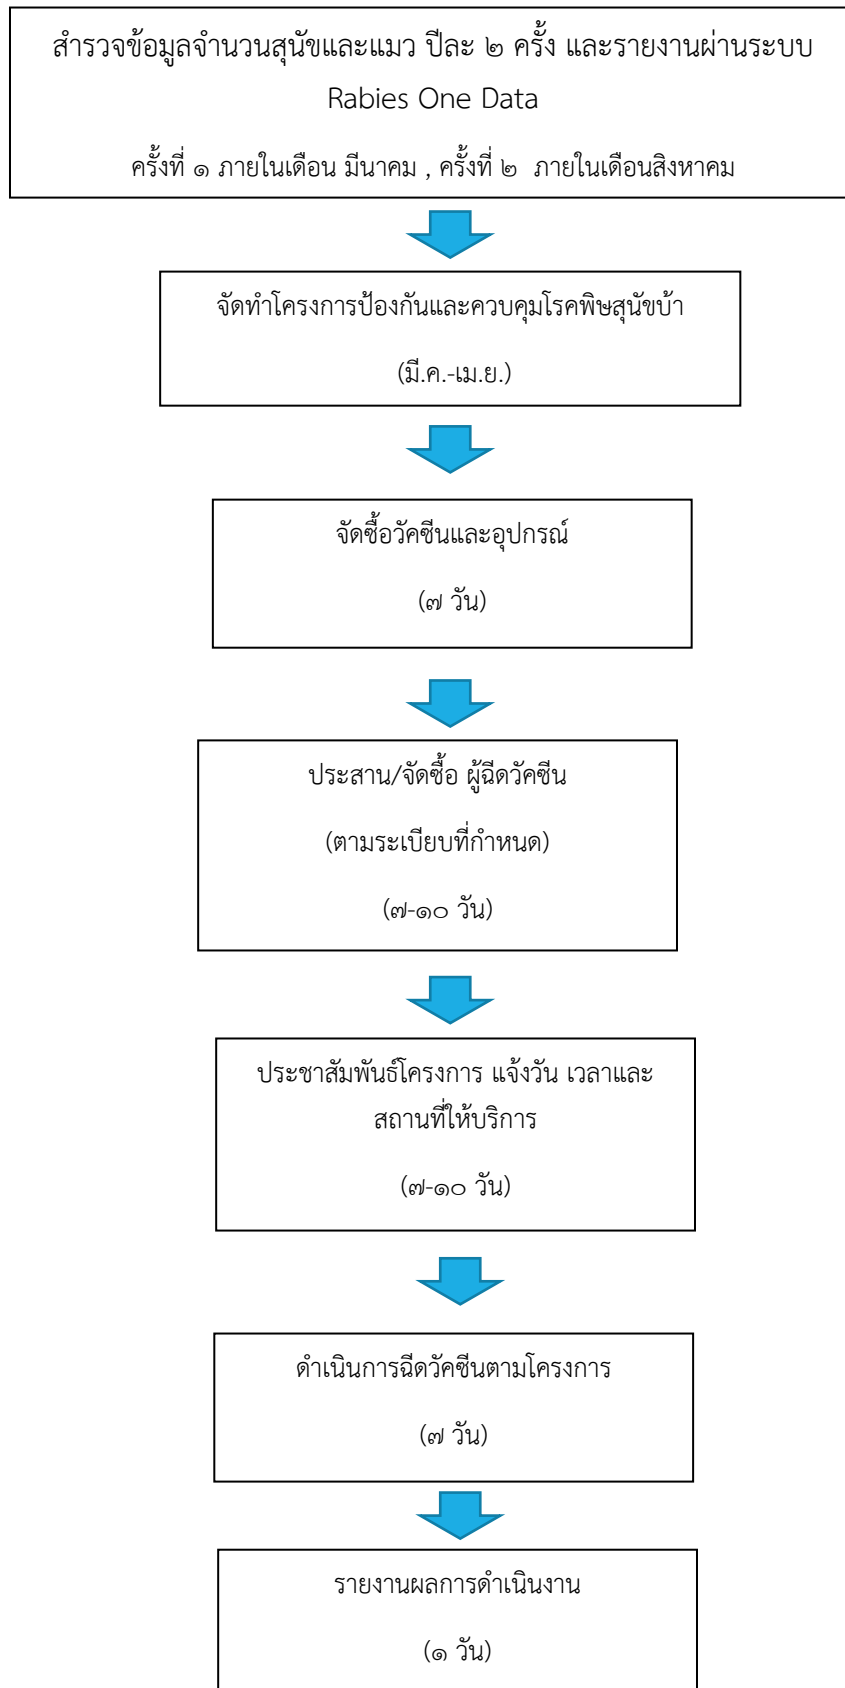 สำรวจข้อมูลจำนวนสุนัขและแมว ปีละ ๒ ครั้ง และรายงานผ่านระบบ
Rabies One Data
ครั้งที่ ๑ ภายในเดือน มีนาคม , ครั้งที่ ๒ ภายในเดือนสิงหาคม
จัดทำโครงการป้องกันและควบคุมโรคพิษสุนัขบ้า
(มี.ค.-เม.ย.)
จัดซื้อวัคซีนและอุปกรณ์
(๗ วัน)
ประสาน/จัดซื้อ ผู้ฉีดวัคซีน
(ตามระเบียบที่กำหนด)
(๗-๑๐ วัน)
ประชาสัมพันธ์โครงการ แจ้งวัน เวลาและ
สถานที่ให้บริการ
(๗-๑๐ วัน)
ดำเนินการฉีดวัคซีนตามโครงการ
(๗ วัน)
รายงานผลการดำเนินงาน
(๑ วัน)